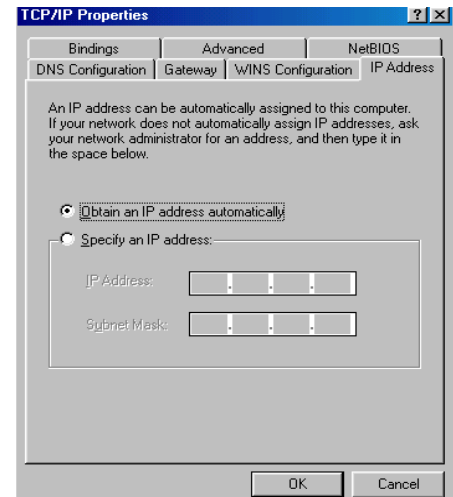 TCP/IP Properties
Bindings Advanced NetBIOS
DNS Configuration Gateway WINS Configuration IP Address
An IP address can be automatically assigned to this computer.
If your network does not automatically assign IP addresses, ask
your network administrator for an address, and then type it in
the space below.
Obtain an IP address automatically
Specify an IP address:
IP Address:
Subnet Mask:
OK Cancel